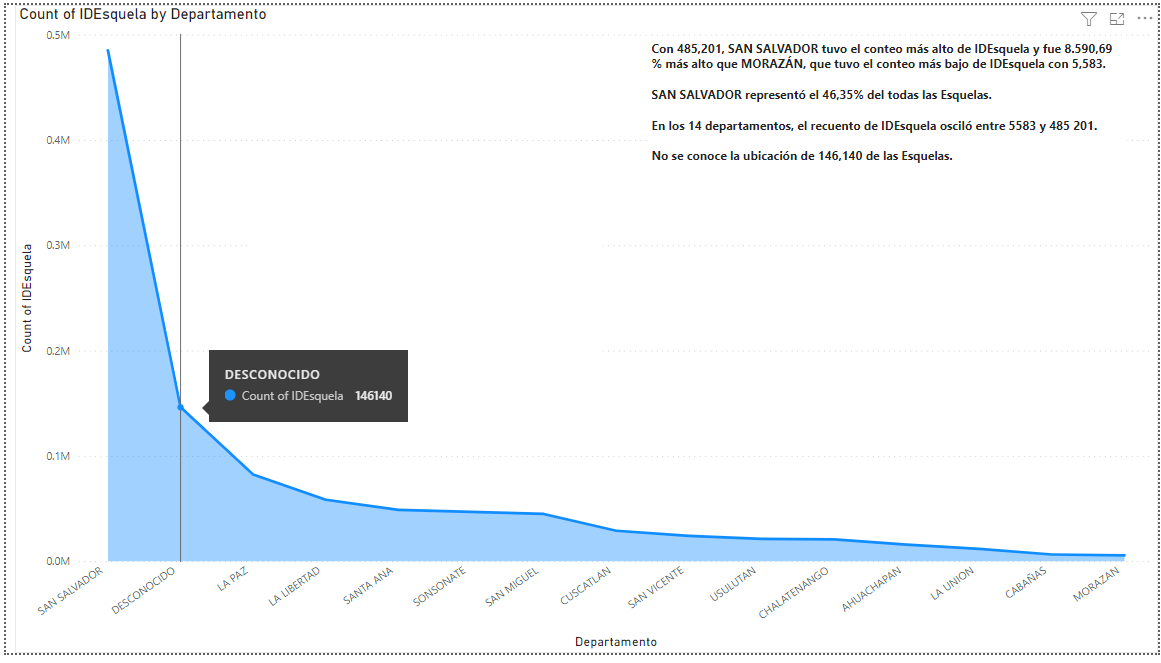 Count of IDEsquela by Departamento
0.5M
Con 485,201, SAN SALVADOR tuvo el conteo más alto de IDEsquela y fue 8.590,69
% más alto que MORAZÁN, que tuvo el conteo más bajo de IDEsquela con 5,583.
SAN SALVADOR representó el 46,35% del todas las Esquelas.
En los 14 departamentos, el recuento de IDEsquela osciló entre 5583 y 485 201.
No se conoce la ubicación de 146,140 de las Esquelas.
0.4M
0.3M
0.2M
0.1M
0.0M
Count of IDEsquela
DESCONOCIDO
Count of IDEsquela 146140
SAN SALVADOR
DESCONOCIDO
LA PAZ
LA LIBERTAD
SANTA ANA
SONSONATE
SAN MIGUEL
CUSCATLAN
SAN VICENTE
USULUTAN
CHALATENANGO
AHUACHAPAN
LA UNION
CABAÑAS
MORAZAN
Departamento